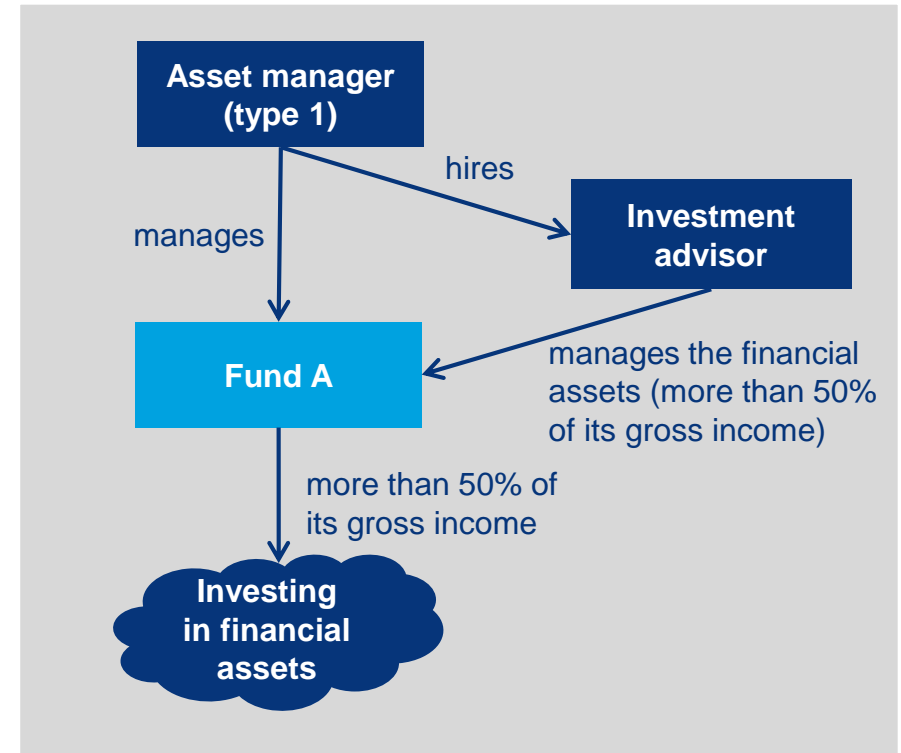 Asset manager
(type 1)
hires
Investment
advisor
manages
Fund A
manages the financial
assets (more than 50%
of its gross income)
more than 50% of
its gross income
Investing
in financial
assets